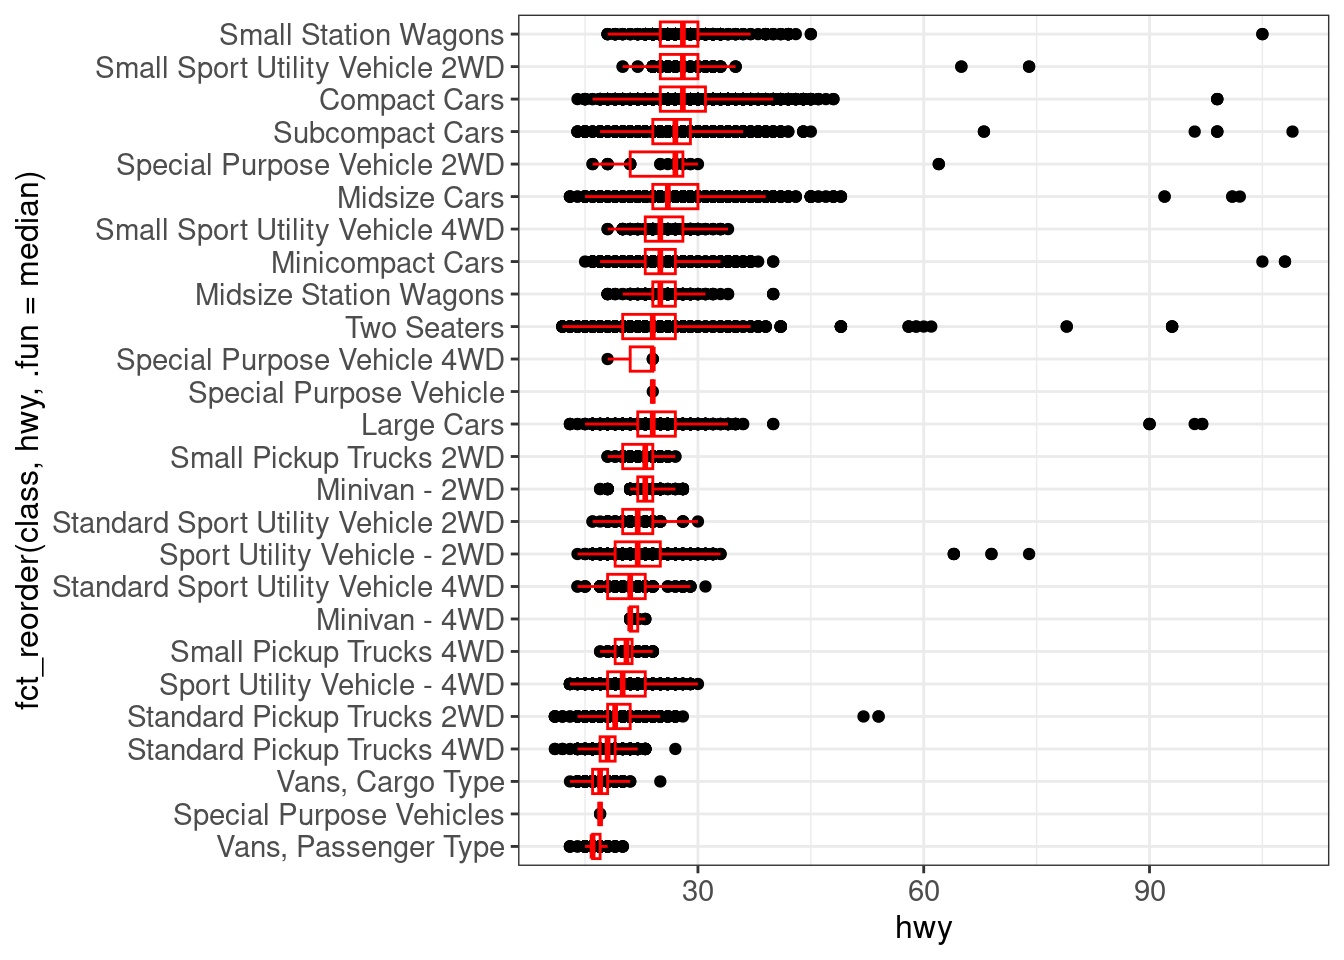 Small Station Wagons
Small Sport Utility Vehicle 2WD
Compact Cars
Subcompact Cars
Special Purpose Vehicle 2WD
Midsize Cars
Small Sport Utility Vehicle 4WD
Minicompact Cars
Midsize Station Wagons
Two Seaters
Special Purpose Vehicle 4WD
Special Purpose Vehicle
Large Cars
Small Pickup Trucks 2WD
Minivan - 2WD
Standard Sport Utility Vehicle 2WD
Sport Utility Vehicle - 2WD
Standard Sport Utility Vehicle 4WD
Minivan - 4WD
Small Pickup Trucks 4WD
Sport Utility Vehicle - 4WD
Standard Pickup Trucks 2WD
Standard Pickup Trucks 4WD
Vans, Cargo Type
Special Purpose Vehicles
Vans, Passenger Type
fct_reorder(class, hwy, .fun = median)
30 60 90
hwy